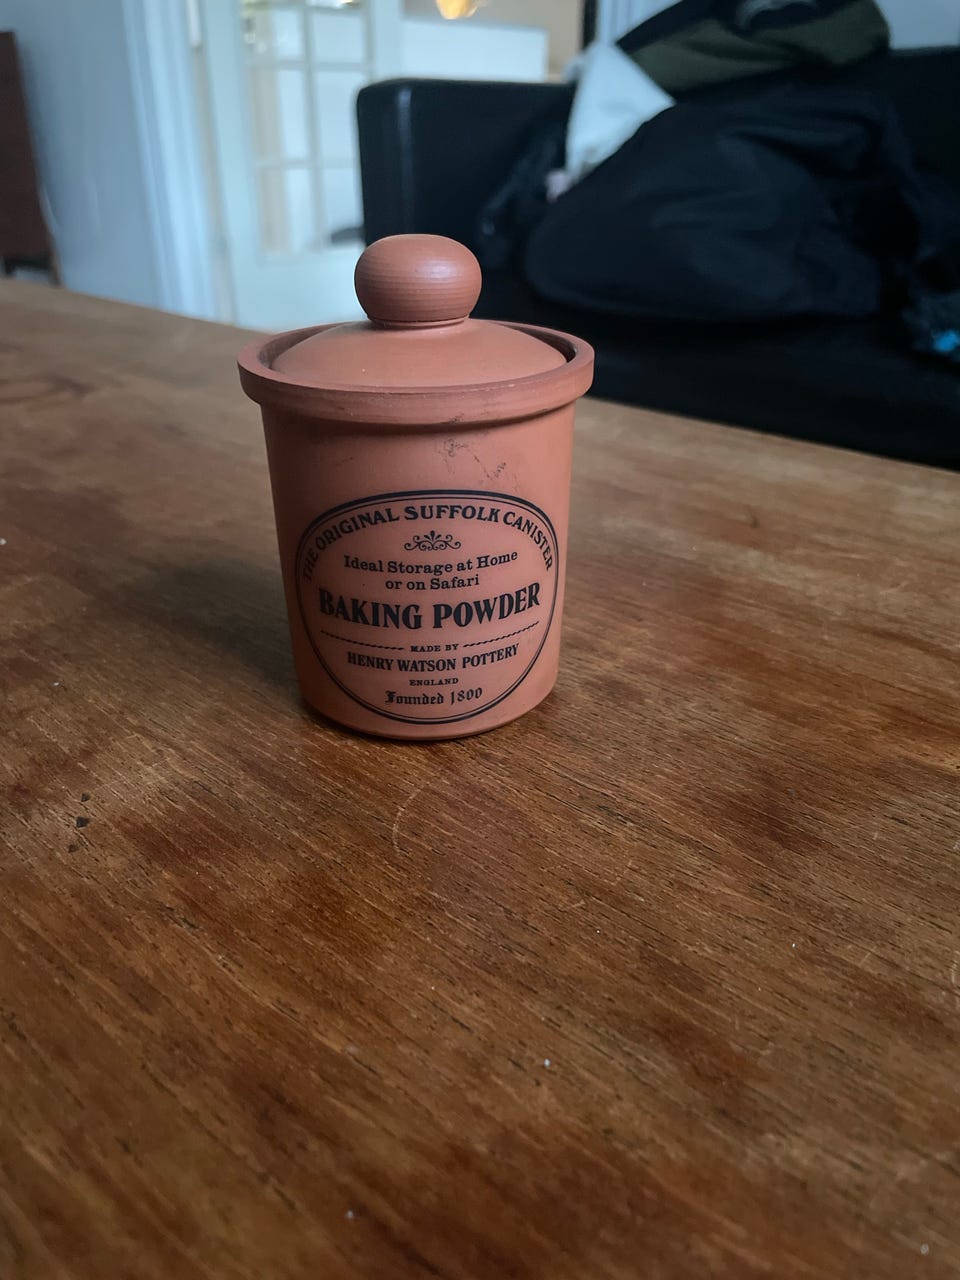 THE ORIGINAL SUFFOLK CANISTER
Ideal Storage at Home
or on Safari
BAKING POWDER
MADE BY
HENRY WATSON POTTERY
ENGLAND
Founded 1800